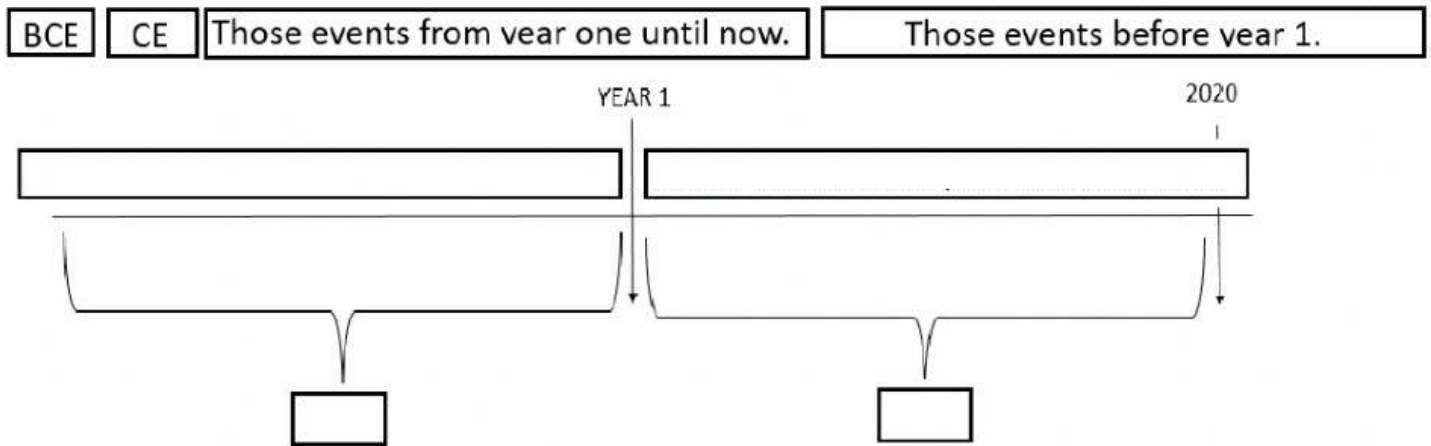 BCE CE Those events from vear one until now. Those events before vear 1.
YEAR 1 2020